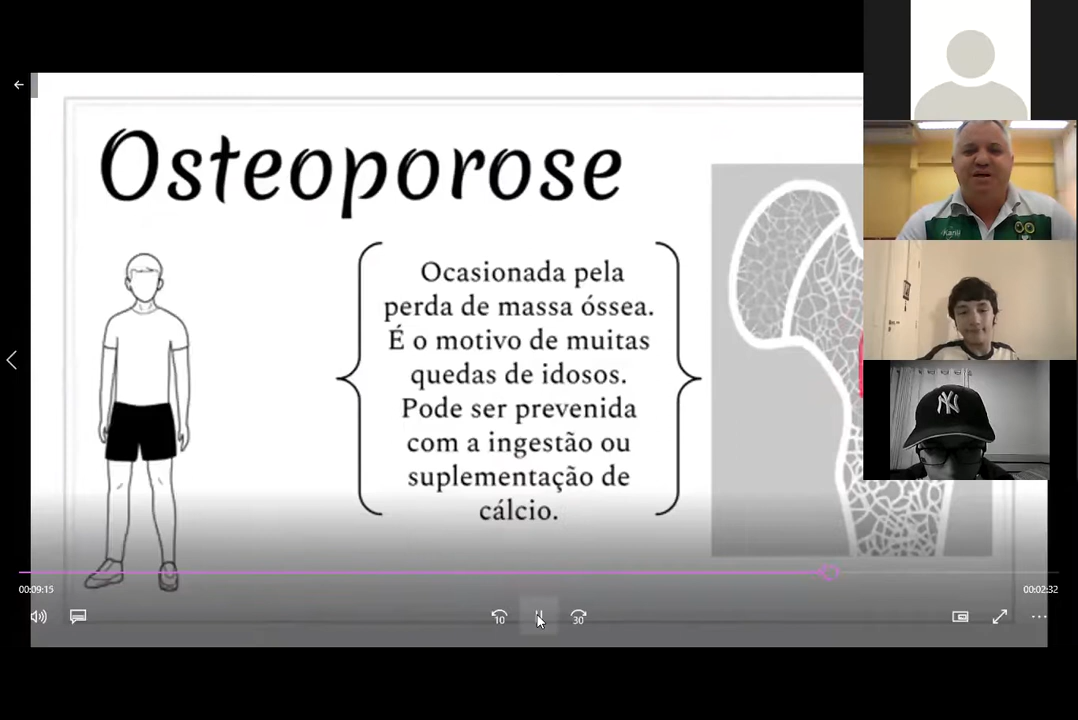 Osteoporose
Ocasionada pela
perda de massa óssea.
É o motivo de muitas
quedas de idosos.
Pode ser prevenida
com a ingestão ou
suplementação de
cálcio.
00:09:15
00:02:32
10
30
NY